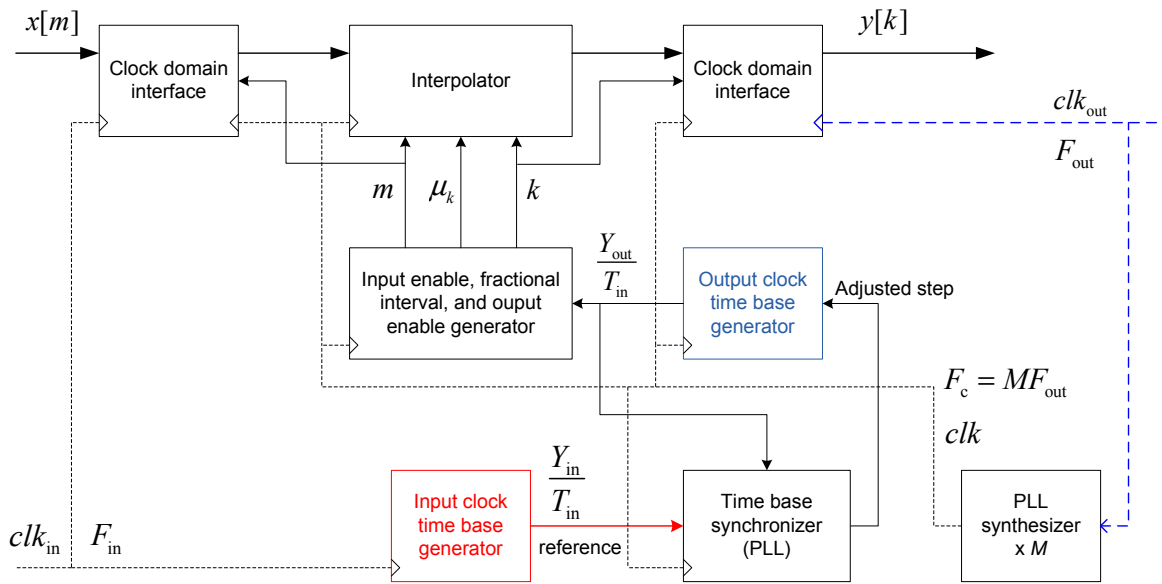 x[m]
y[k]
Clock domain
interface
Interpolator
Clock domain
interface
clk_out
F_out
m
μ_k
k
Input enable, fractional
interval, and ouput
enable generator
Y_out
T_in
Output clock
time base
generator
Adjusted step
F_c = MF_out
clk
Input clock
time base
generator
Y_in
T_in
reference
Time base
synchronizer
(PLL)
PLL
synthesizer
x M
clk_in
F_in